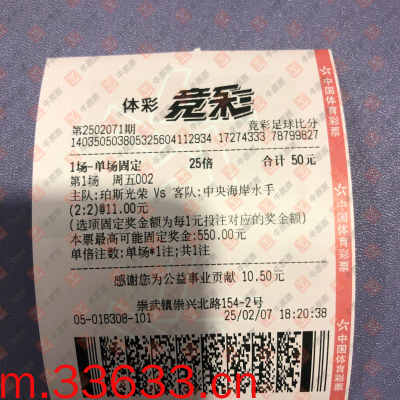 体彩 竞彩
第2502071期 竞彩足球比分
140350503805325604112934 17274333 78799827
1场-单场固定 25倍 合计 50元
第1场 周五002
主队:珀斯光荣 Vs 客队:中央海岸水手
(2:2)@11.00元
(选项固定奖金额为每1元投注对应的奖金额)
本票最高可能固定奖金:550.00元
单倍注数:单场*1注;共1注
感谢您为公益事业贡献 10.50元
崇武镇崇兴北路154-2号
05-018308-101 25/02/07 18:20:38
中国体育彩票
中国体育彩票
m.33633.cn